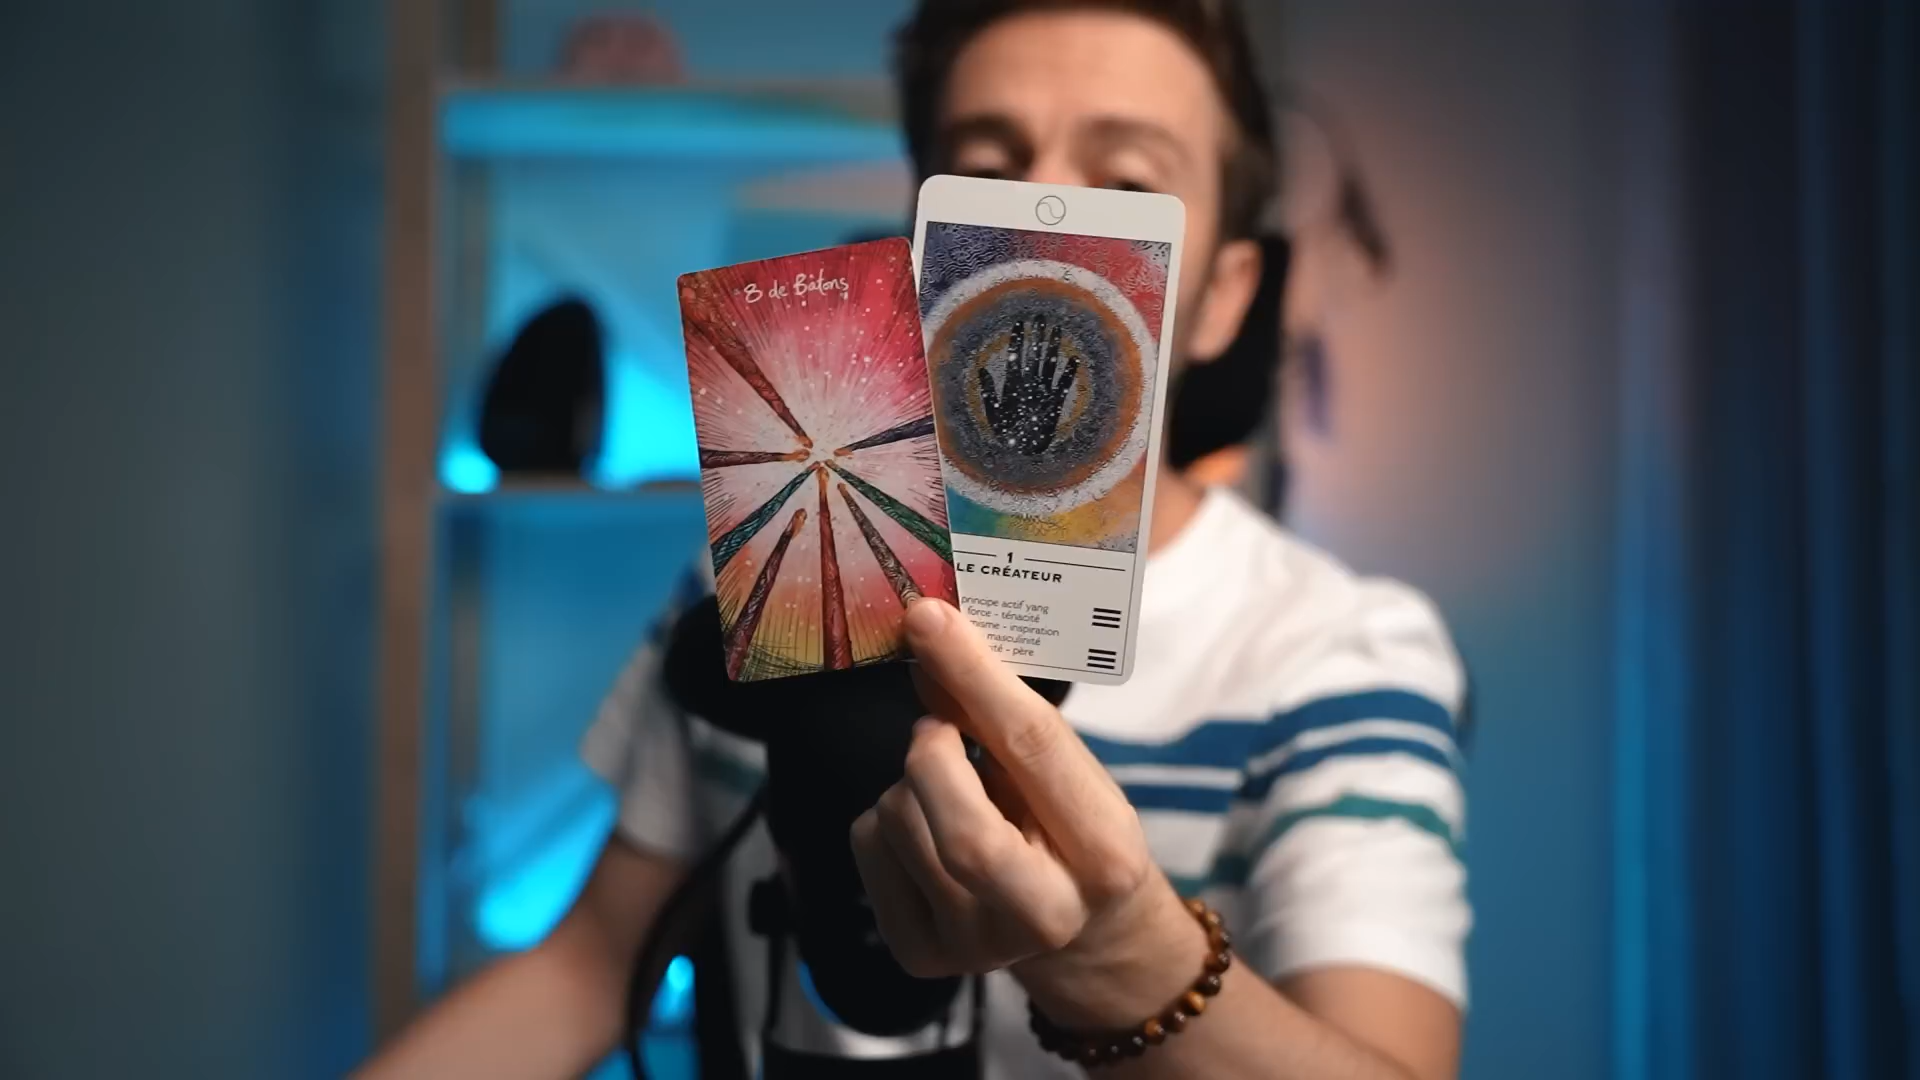 8 de Bâtons
1
LE CRÉATEUR
principe actif yang
force - ténacité
inspiration
masculinité
père